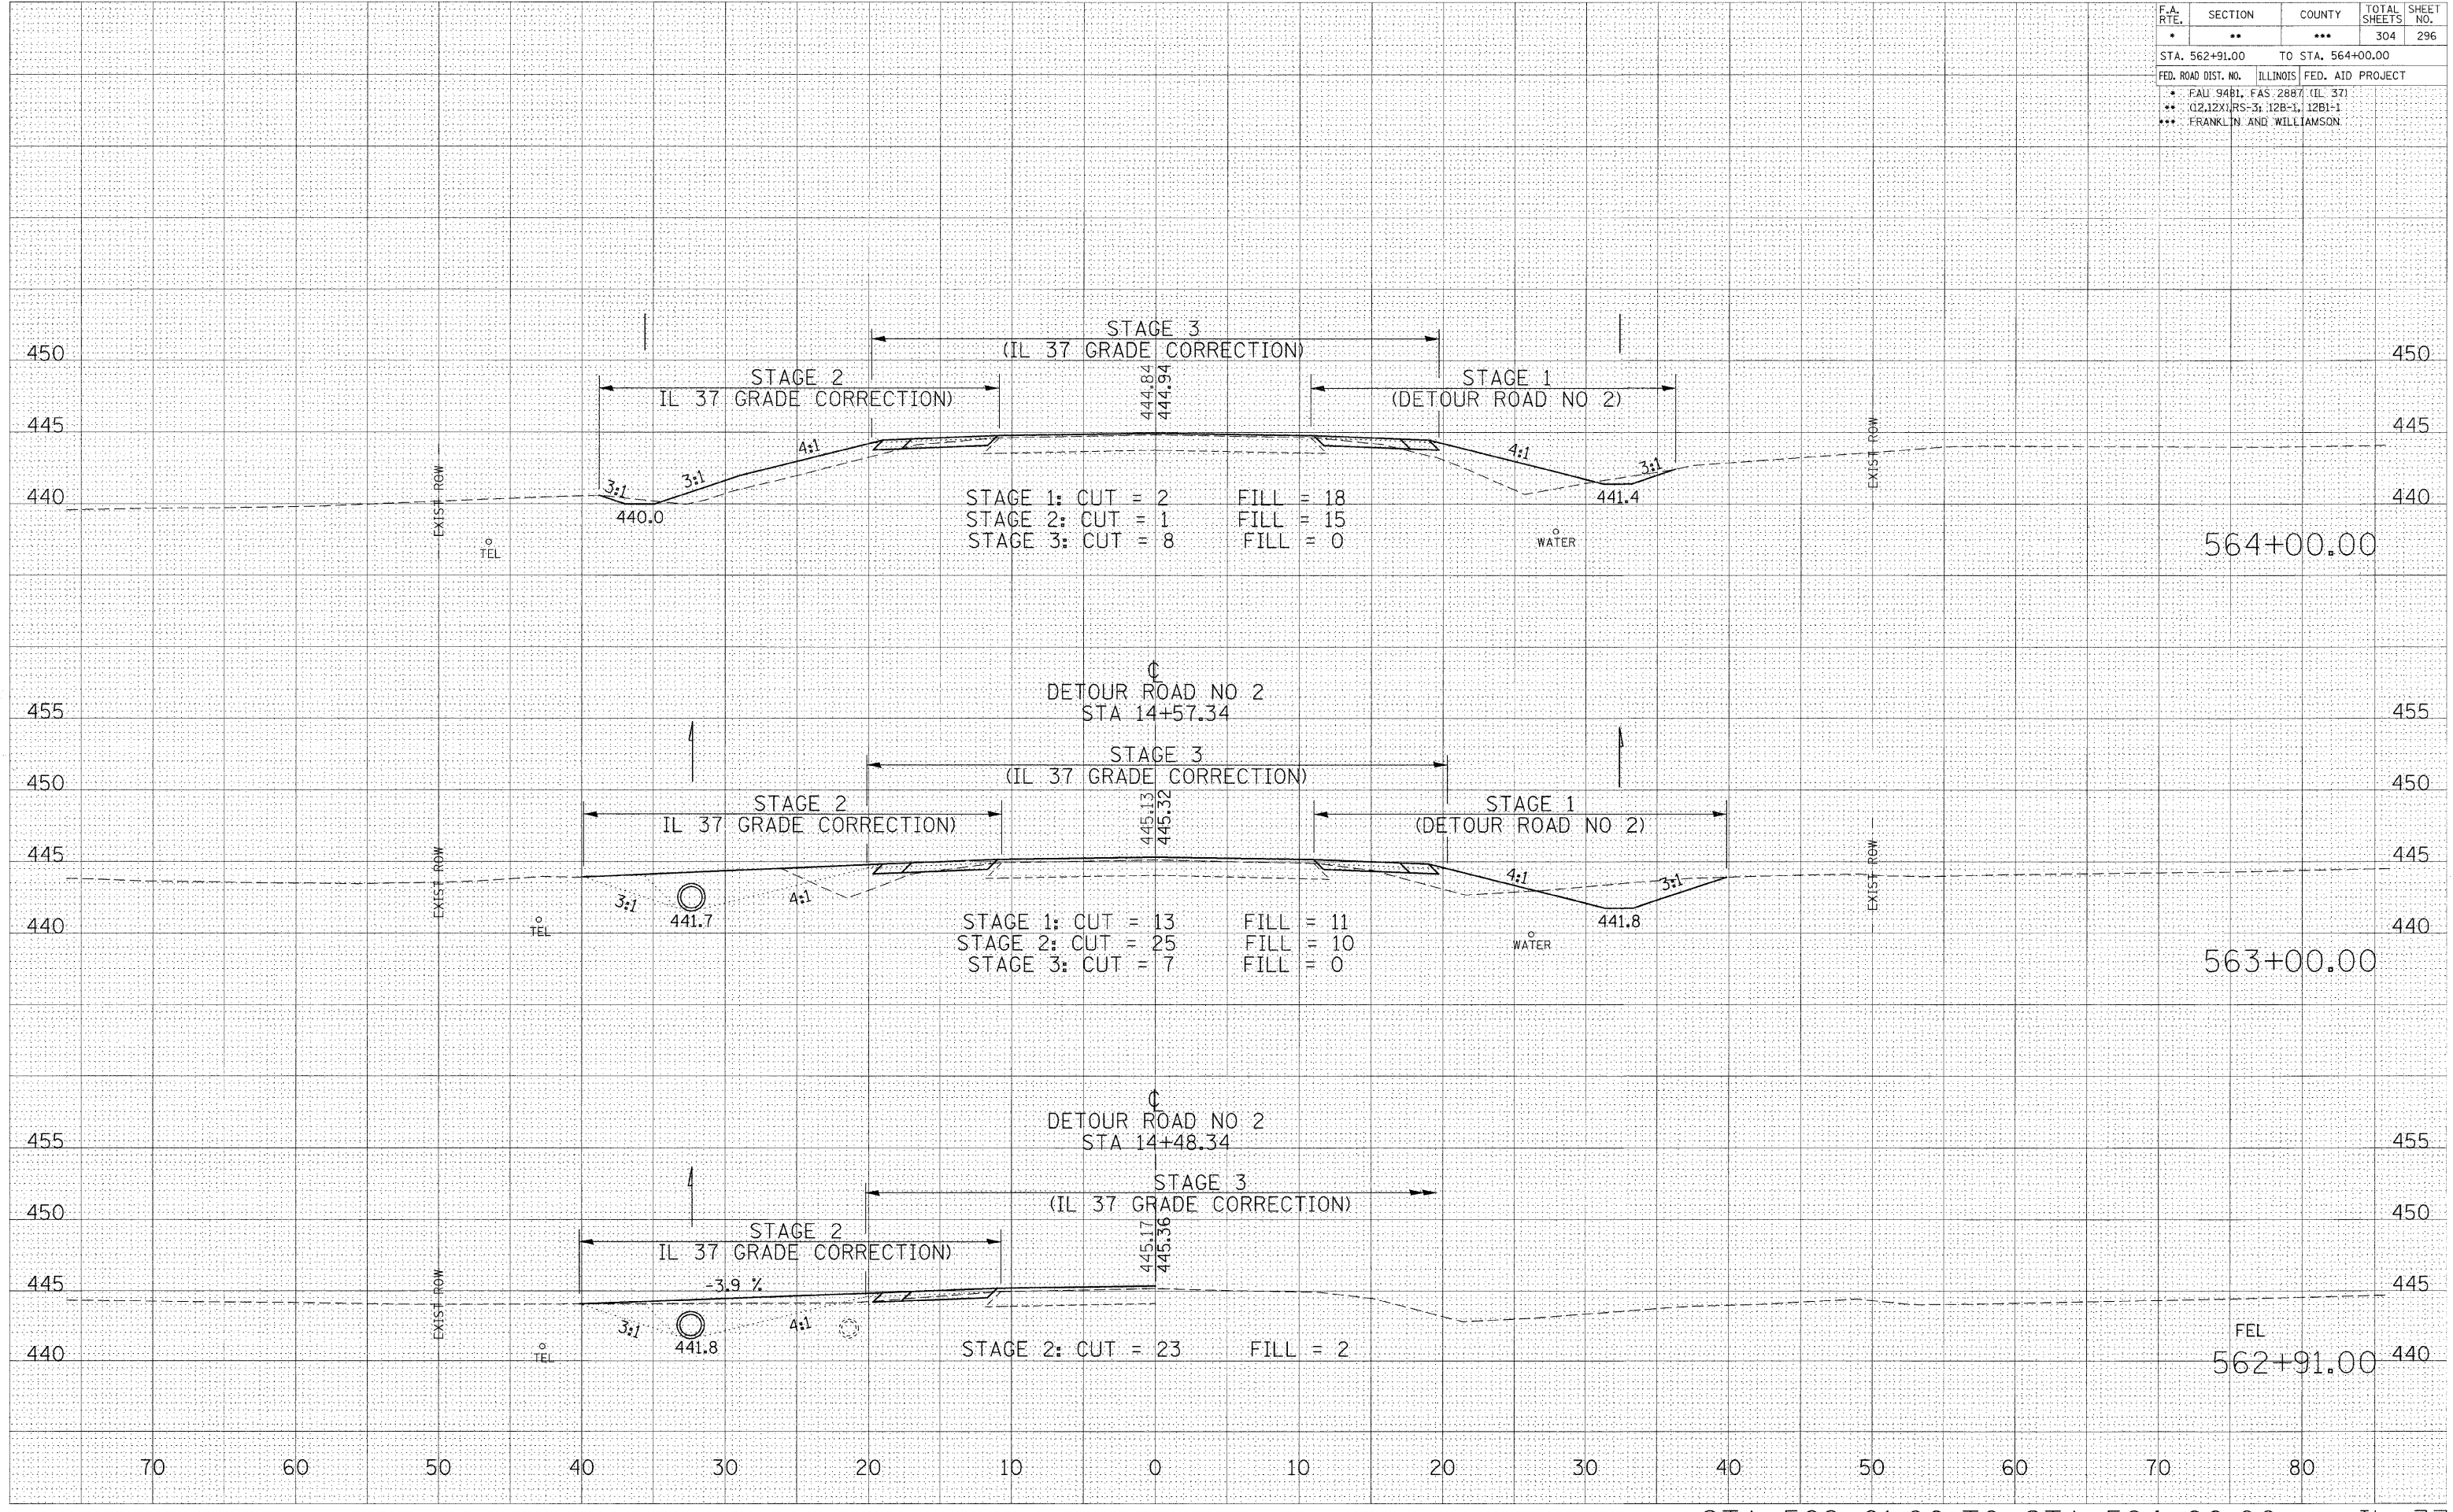 F.A. RTE. SECTION COUNTY TOTAL SHEETS SHEET NO.
* ** *** 304 296
STA. 562+91.00 TO STA. 564+00.00
FED. ROAD DIST. NO. ILLINOIS FED. AID PROJECT
* FAU 9481, FAS 2887 (IL 37)
** (12,12X),RS-3; 12B-1, 12B1-1
*** FRANKLIN AND WILLIAMSON
STAGE 3
450 (IL 37 GRADE CORRECTION) 450
STAGE 2 444.84 444.94 STAGE 1
IL 37 GRADE CORRECTION) (DETOUR ROAD NO 2)
445 445
4:1 4:1
EXIST ROW 3:1 3:1 3:1 EXIST ROW
440 STAGE 1: CUT = 2 FILL = 18 441.4 440
440.0 STAGE 2: CUT = 1 FILL = 15
STAGE 3: CUT = 8 FILL = 0
TEL WATER 564+00.00
℄
DETOUR ROAD NO 2
455 STA 14+57.34 455
STAGE 3
450 (IL 37 GRADE CORRECTION) 450
STAGE 2 445.13 445.32 STAGE 1
IL 37 GRADE CORRECTION) (DETOUR ROAD NO 2)
445 445
EXIST ROW 3:1 4:1 4:1 3:1 EXIST ROW
441.7 STAGE 1: CUT = 13 FILL = 11 441.8
440 TEL STAGE 2: CUT = 25 FILL = 10 WATER 440
STAGE 3: CUT = 7 FILL = 0 563+00.00
℄
DETOUR ROAD NO 2
455 STA 14+48.34 455
STAGE 3
450 (IL 37 GRADE CORRECTION) 450
STAGE 2 445.17 445.36
IL 37 GRADE CORRECTION)
445 -3.9 % 445
EXIST ROW 3:1 4:1 FEL
441.8 STAGE 2: CUT = 23 FILL = 2
440 TEL 562+91.00 440
70 60 50 40 30 20 10 0 10 20 30 40 50 60 70 80